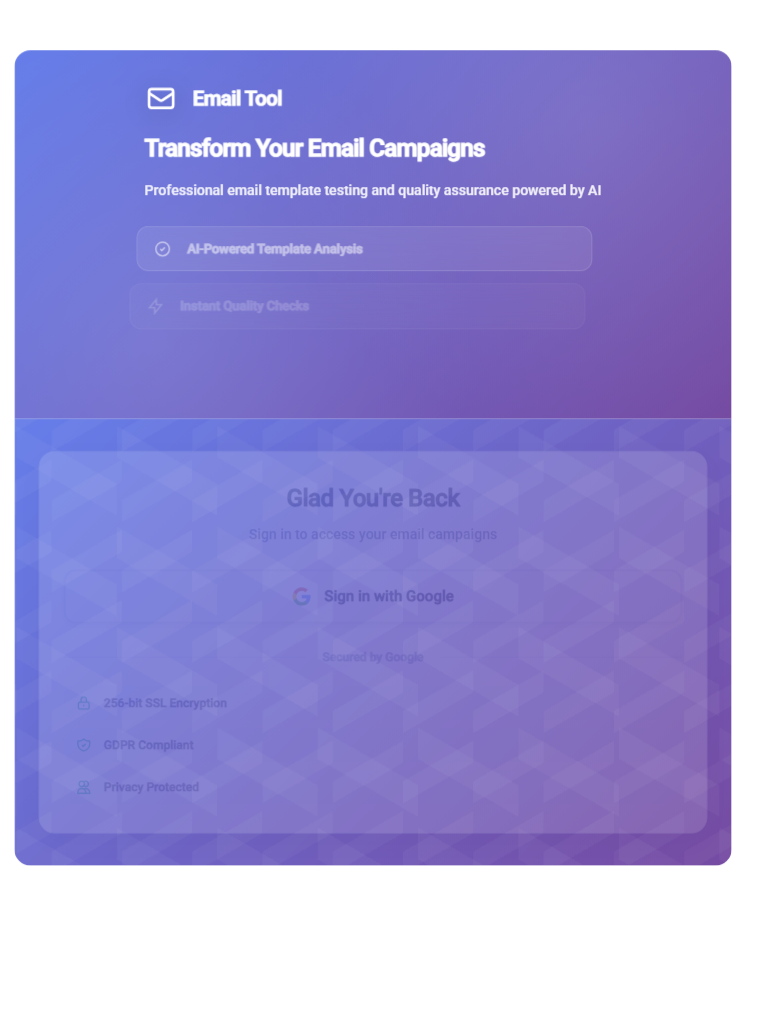 Email Tool
Transform Your Email Campaigns
Professional email template testing and quality assurance powered by AI
AI-Powered Template Analysis
Instant Quality Checks
Glad You're Back
Sign in to access your email campaigns
Sign in with Google
Secured by Google
256-bit SSL Encryption
GDPR Compliant
Privacy Protected